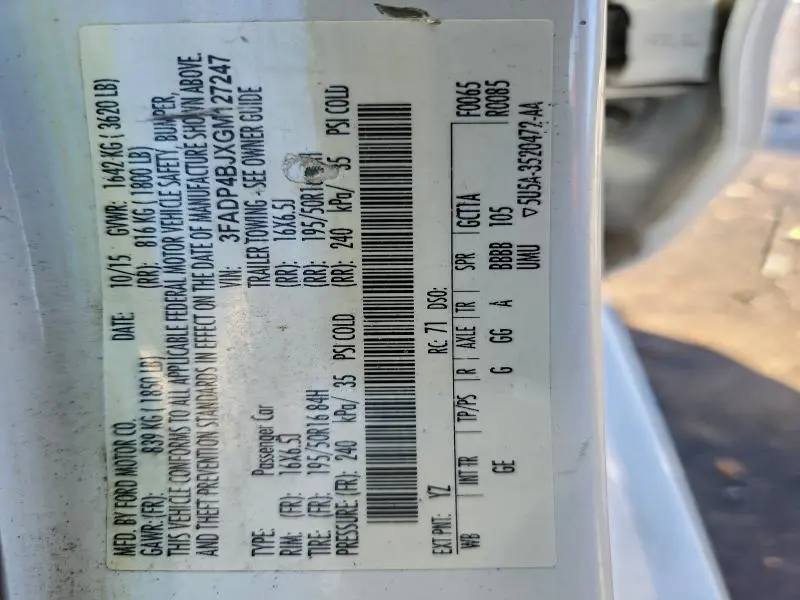 MFD. BY FORD MOTOR CO. DATE: 10/15 GVWR: 1642 KG ( 3620 LB)
GAWR: (FR): 839 KG ( 1850 LB) (RR): 816 KG ( 1800 LB)
THIS VEHICLE CONFORMS TO ALL APPLICABLE FEDERAL MOTOR VEHICLE SAFETY, BUMPER,
AND THEFT PREVENTION STANDARDS IN EFFECT ON THE DATE OF MANUFACTURE SHOWN ABOVE.
VIN: 3FADP4BJXGM127247
TYPE: Passenger Car TRAILER TOWING - SEE OWNER GUIDE
RIM: (FR): 16X6.5J (RR): 16X6.5J
TIRE: (FR): 195/50R16 84H (RR): 195/50R16 H
PRESSURE (FR): 240 kPa/ 35 PSI COLD (RR): 240 kPa/ 35 PSI COLD
EXT PNT: YZ RC: 71 DSO: F0065
R0085
WB INT TR TP/PS R AXLE TR SPR GCT1A
GE G GG A BBBB 105
UMU ▽5U5A-3520472-AA